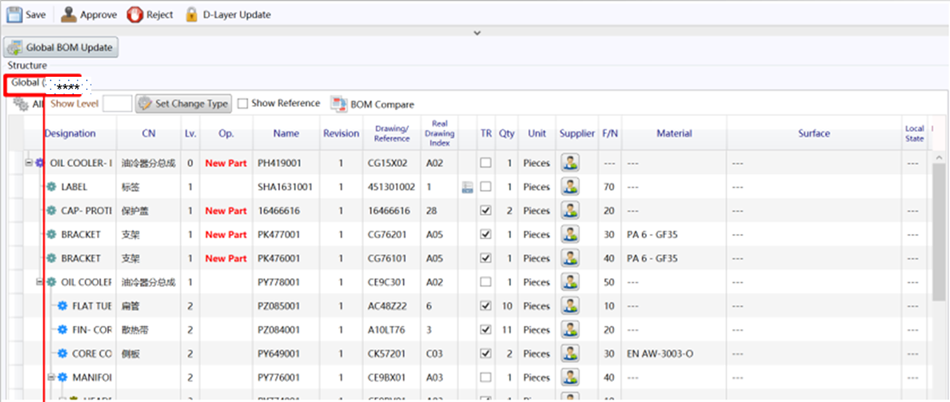 Save Approve Reject D-Layer Update
Global BOM Update
Structure
Global ( ****
All Show Level Set Change Type Show Reference BOM Compare
Designation CN Lv. Op. Name Revision Drawing/ Reference Real Drawing Index TR Qty Unit Supplier F/N Material Surface Local State
OIL COOLER- 油冷器分总成 0 New Part PH419001 1 CG15X02 A02 1 Pieces --- --- --- ---
LABEL 标签 1 SHA1631001 1 451301002 1 1 Pieces 70 --- --- ---
CAP- PROTE 保护盖 1 New Part 16466616 1 16466616 28 2 Pieces 20 --- --- ---
BRACKET 支架 1 New Part PK477001 1 CG76201 A05 1 Pieces 30 PA 6 - GF35 --- ---
BRACKET 支架 1 New Part PK476001 1 CG76101 A05 1 Pieces 40 PA 6 - GF35 --- ---
OIL COOLER 油冷器分总成 1 PY778001 1 CE9C301 A02 1 Pieces 50 --- --- ---
FLAT TUE 扁管 2 PZ085001 1 AC48Z22 6 10 Pieces 10 --- --- ---
FIN- COR 散热带 2 PZ084001 1 A10LT76 3 11 Pieces 20 --- --- ---
CORE CO 侧板 2 PY649001 1 CK57201 C03 2 Pieces 30 EN AW-3003-O --- ---
MANIFOL 2 PY776001 1 CE9BX01 A03 1 Pieces 40 --- --- ---